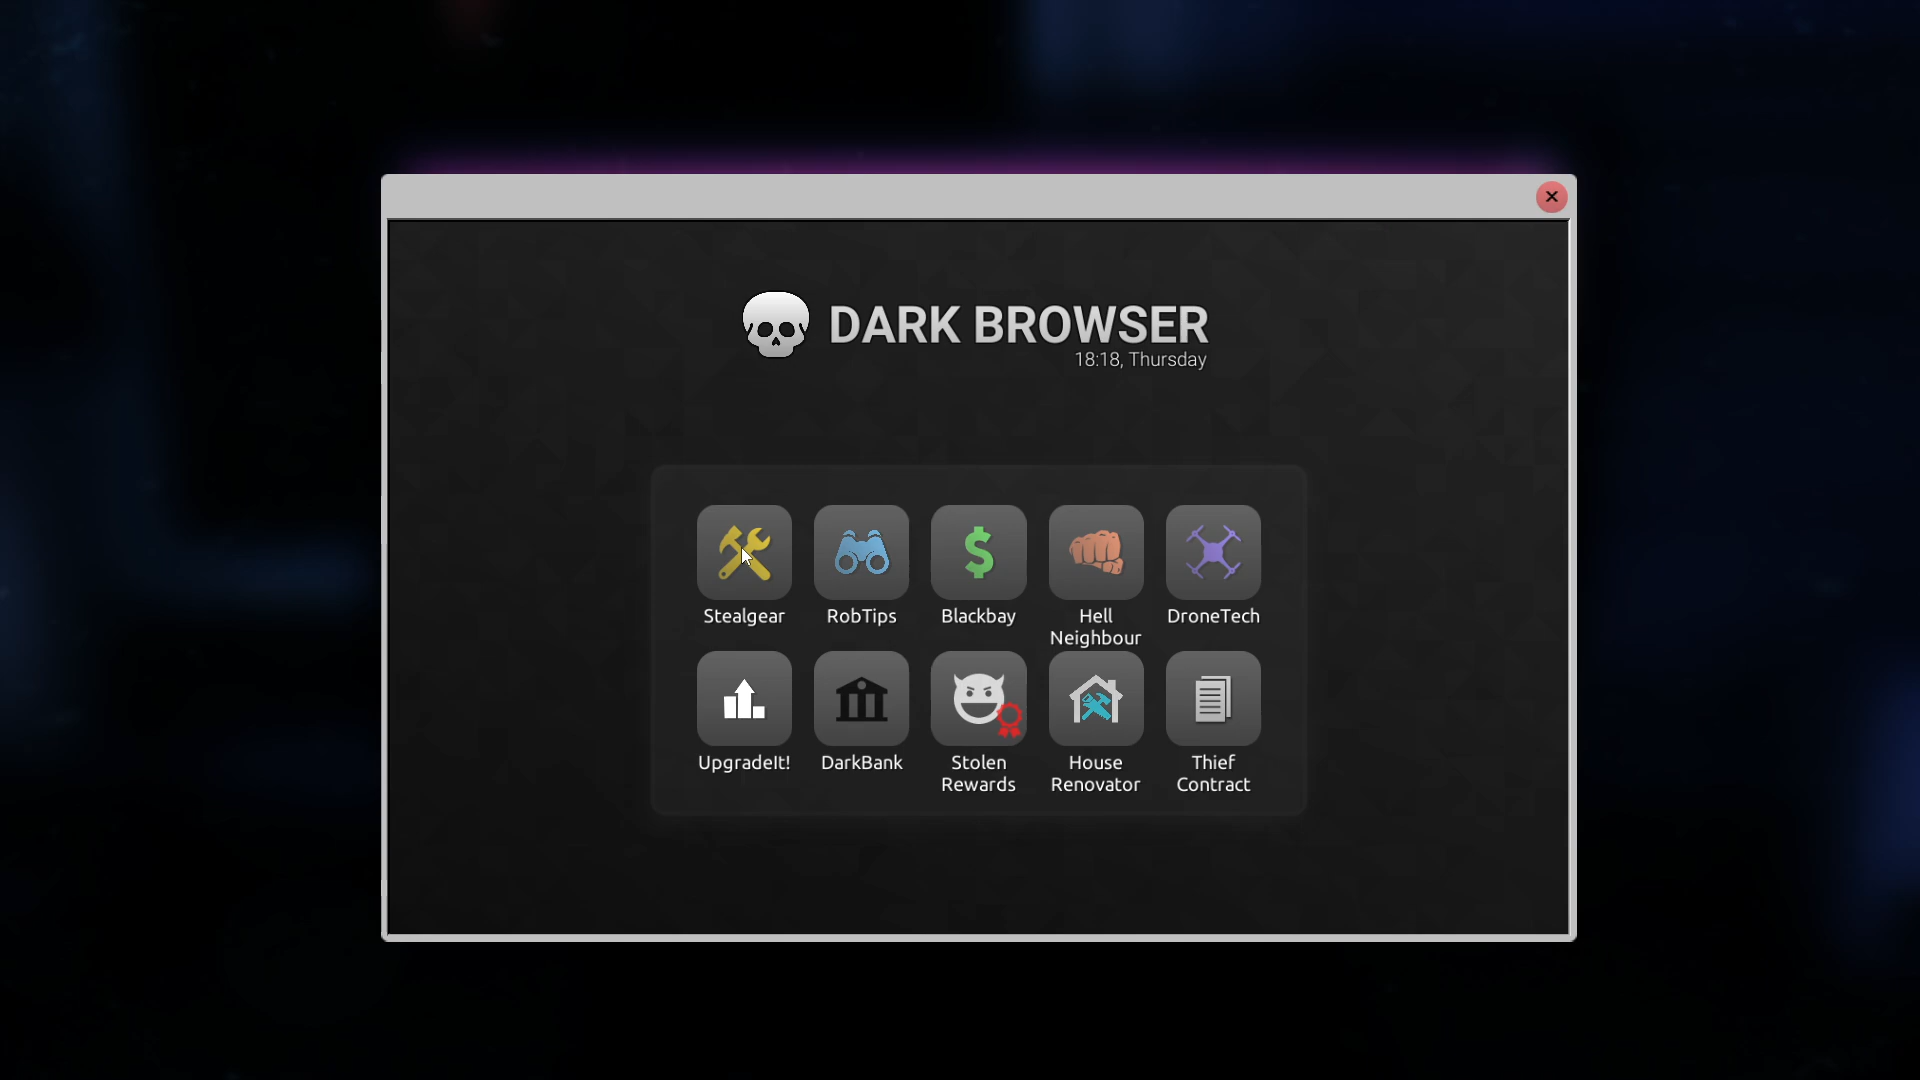 DARK BROWSER
18:18, Thursday
Stealgear
RobTips
Blackbay
Hell
Neighbour
DroneTech
UpgradeIt!
DarkBank
Stolen
Rewards
House
Renovator
Thief
Contract